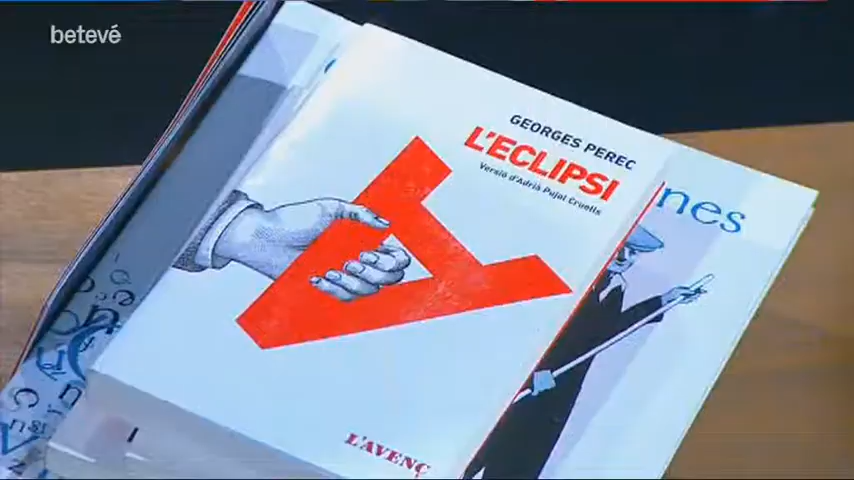 betevé
GEORGES PEREC
L'ECLIPSI
Versió d'Adrià Pujol Cruells
nes
L'AVENÇ